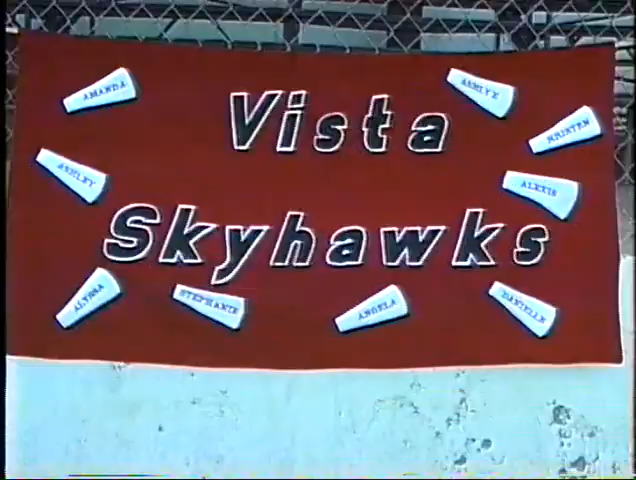 AMANDA
ASHLYE
Vista
KRISTEN
ASHLEY
ALEXIS
Skyhawks
ALYSSA
STEPHANIE
ANGELA
DANIELLE